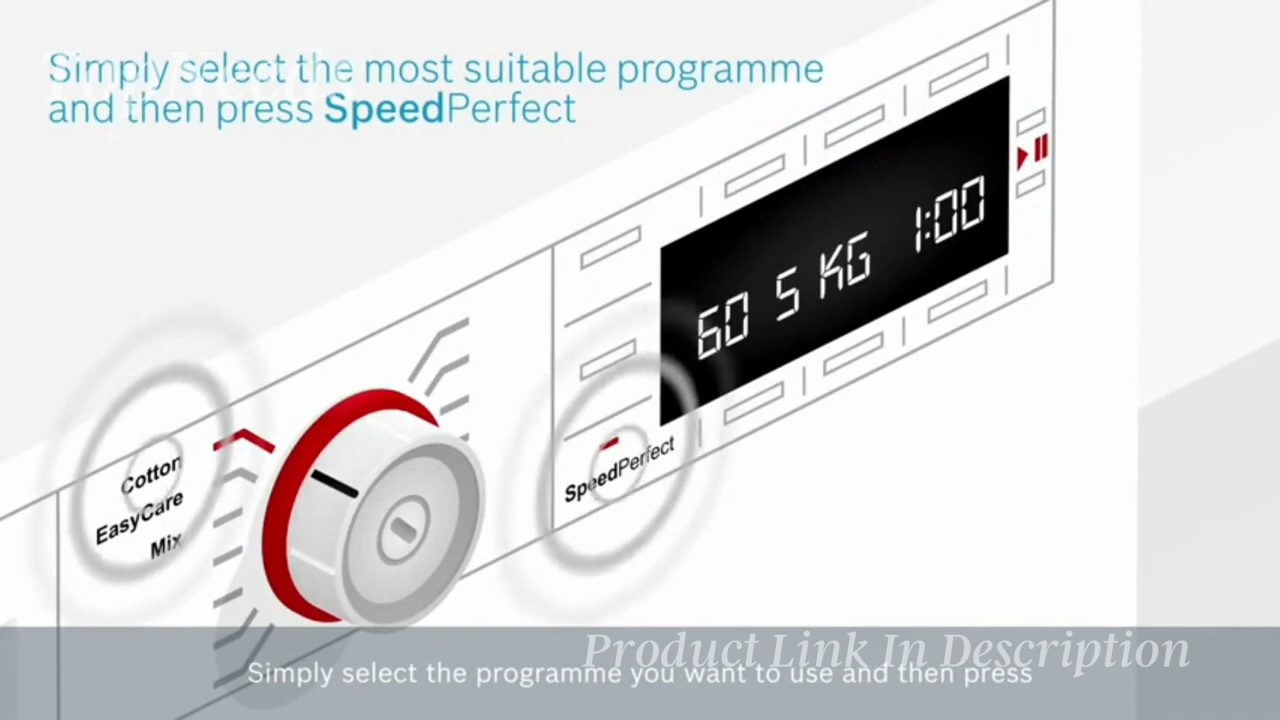 Simply select the most suitable programme
and then press SpeedPerfect
60 5 KG 1:00
Cotton
EasyCare
Mix
SpeedPerfect
Product Link In Description
Simply select the programme you want to use and then press